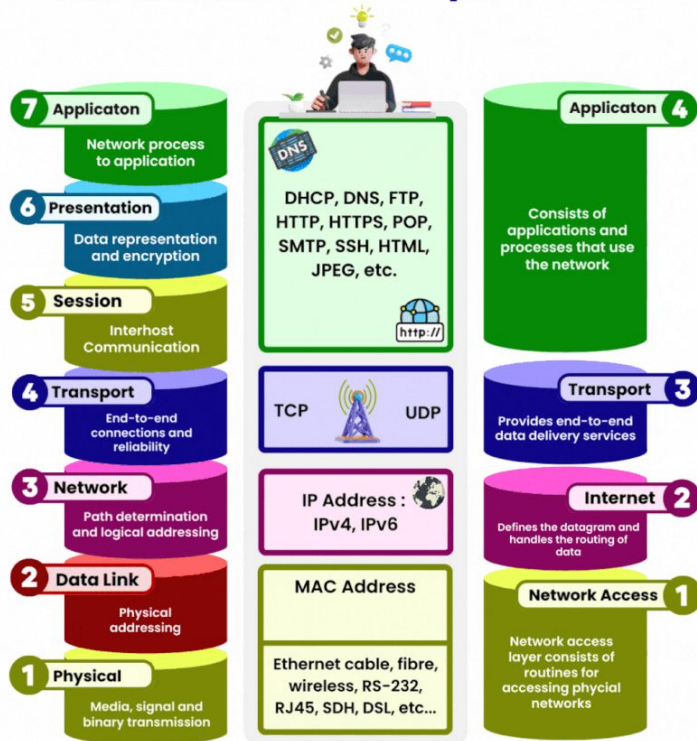 7 Applicaton
Network process
to application
6 Presentation
Data representation
and encryption
5 Session
Interhost
Communication
4 Transport
End-to-end
connections and
reliability
3 Network
Path determination
and logical addressing
2 Data Link
Physical
addressing
1 Physical
Media, signal and
binary transmission
DNS
DHCP, DNS, FTP,
HTTP, HTTPS, POP,
SMTP, SSH, HTML,
JPEG, etc.
http://
TCP
UDP
IP Address :
IPv4, IPv6
MAC Address
Ethernet cable, fibre,
wireless, RS-232,
RJ45, SDH, DSL, etc...
Applicaton 4
Consists of
applications and
processes that use
the network
Transport 3
Provides end-to-end
data delivery services
Internet 2
Defines the datagram and
handles the routing of
data
Network Access 1
Network access
layer consists of
routines for
accessing phycial
networks